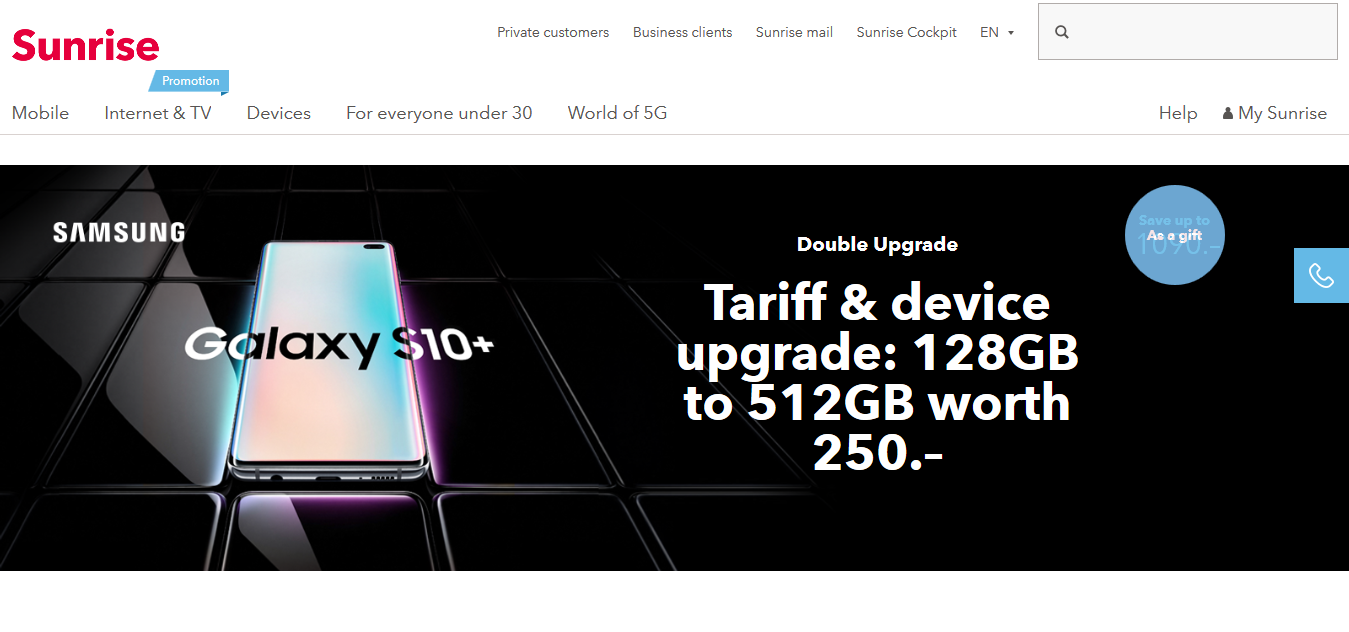 Private customers Business clients Sunrise mail Sunrise Cockpit EN
Sunrise
Promotion
Mobile Internet & TV Devices For everyone under 30 World of 5G Help My Sunrise
SAMSUNG
Galaxy S10+
Double Upgrade
Tariff & device
upgrade: 128GB
to 512GB worth
250.–
Save up to
As a gift
1090.–